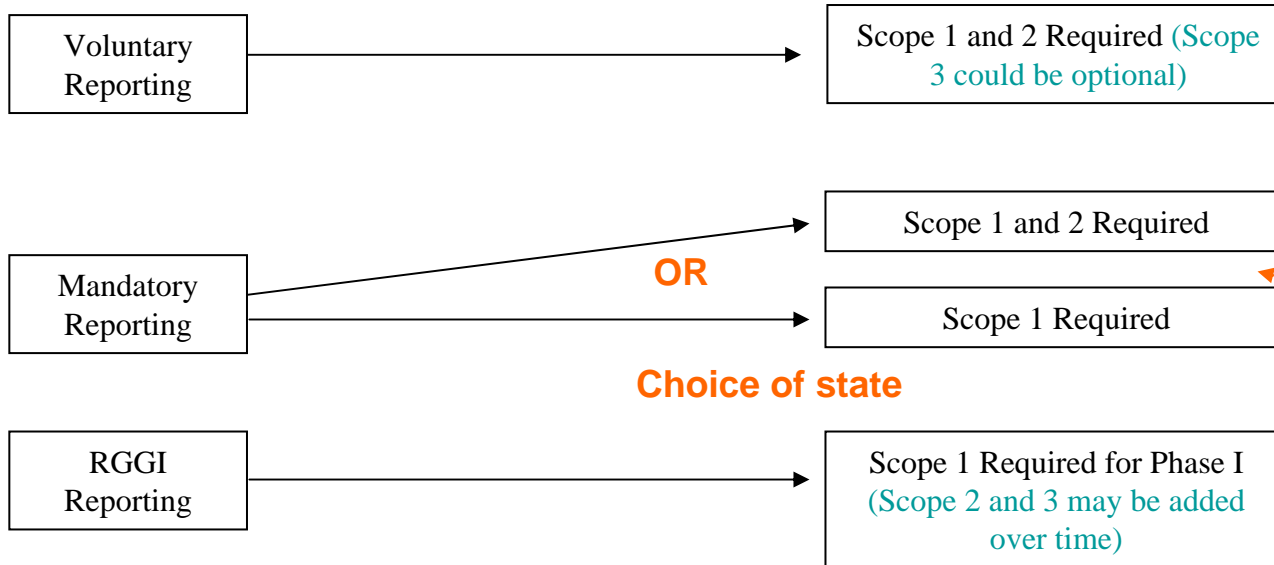 Voluntary
Reporting
Scope 1 and 2 Required (Scope
3 could be optional)
Scope 1 and 2 Required
OR
Mandatory
Reporting
Scope 1 Required
Choice of state
RGGI
Reporting
Scope 1 Required for Phase I
(Scope 2 and 3 may be added
over time)